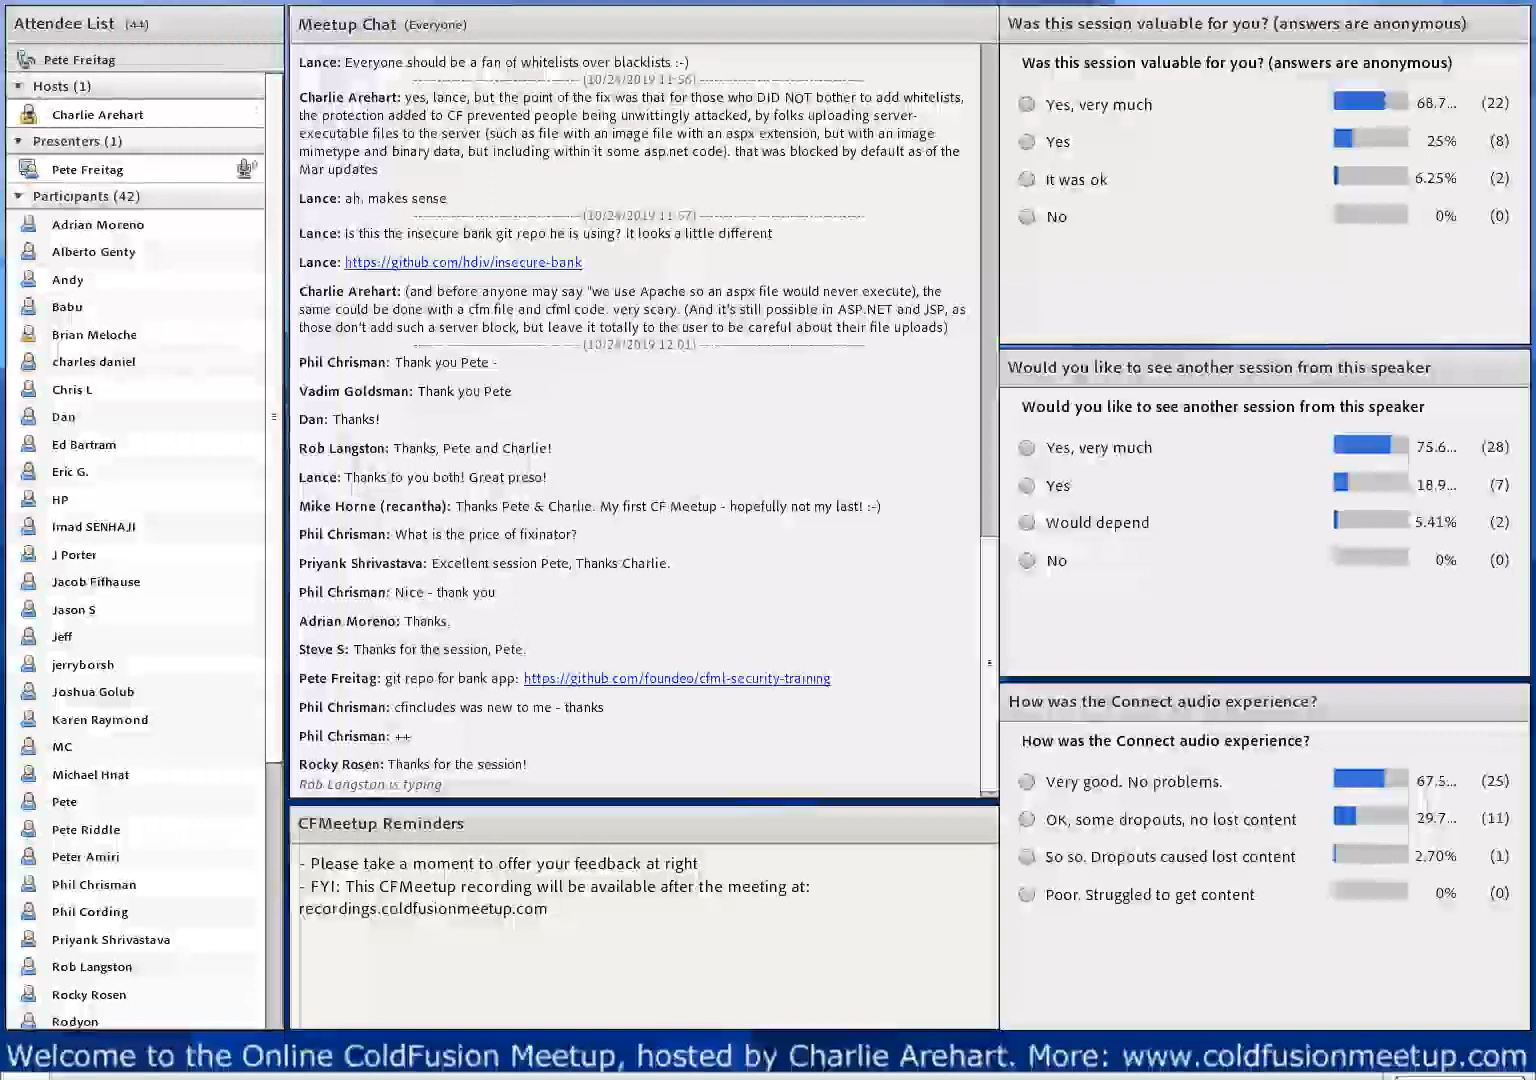 Attendee List (44)
Pete Freitag
Hosts (1)
Charlie Arehart
Presenters (1)
Pete Freitag
Participants (42)
Adrian Moreno
Alberto Genty
Andy
Babu
Brian Meloche
charles daniel
Chris L
Dan
Ed Bartram
Eric G.
HP
Imad SENHAJI
J Porter
Jacob Fifhause
Jason S
Jeff
jerryborsh
Joshua Golub
Karen Raymond
MC
Michael Hnat
Pete
Pete Riddle
Peter Amiri
Phil Chrisman
Phil Cording
Priyank Shrivastava
Rob Langston
Rocky Rosen
Rodyon
Meetup Chat (Everyone)
Lance: Everyone should be a fan of whitelists over blacklists :-)
(10/24/2019 11:56)
Charlie Arehart: yes, lance, but the point of the fix was that for those who DID NOT bother to add whitelists,
the protection added to CF prevented people being unwittingly attacked, by folks uploading server-
executable files to the server (such as file with an image file with an aspx extension, but with an image
mimetype and binary data, but including within it some asp.net code). that was blocked by default as of the
Mar updates
Lance: ah, makes sense
(10/24/2019 11:57)
Lance: is this the insecure bank git repo he is using? It looks a little different
Lance: https://github.com/hdiv/insecure-bank
Charlie Arehart: (and before anyone may say "we use Apache so an aspx file would never execute), the
same could be done with a cfm file and cfml code. very scary. (And it's still possible in ASP.NET and JSP, as
those don't add such a server block, but leave it totally to the user to be careful about their file uploads)
(10/24/2019 12:01)
Phil Chrisman: Thank you Pete -
Vadim Goldsman: Thank you Pete
Dan: Thanks!
Rob Langston: Thanks, Pete and Charlie!
Lance: Thanks to you both! Great preso!
Mike Horne (recantha): Thanks Pete & Charlie. My first CF Meetup - hopefully not my last! :-)
Phil Chrisman: What is the price of fixinator?
Priyank Shrivastava: Excellent session Pete, Thanks Charlie.
Phil Chrisman: Nice - thank you
Adrian Moreno: Thanks.
Steve S: Thanks for the session, Pete.
Pete Freitag: git repo for bank app: https://github.com/foundeo/cfml-security-training
Phil Chrisman: cfincludes was new to me - thanks
Phil Chrisman: ++
Rocky Rosen: Thanks for the session!
Rob Langston is typing
CFMeetup Reminders
- Please take a moment to offer your feedback at right
- FYI: This CFMeetup recording will be available after the meeting at:
recordings.coldfusionmeetup.com
Was this session valuable for you? (answers are anonymous)
Was this session valuable for you? (answers are anonymous)
Yes, very much 68.7... (22)
Yes 25% (8)
It was ok 6.25% (2)
No 0% (0)
Would you like to see another session from this speaker
Would you like to see another session from this speaker
Yes, very much 75.6... (28)
Yes 18.9... (7)
Would depend 5.41% (2)
No 0% (0)
How was the Connect audio experience?
How was the Connect audio experience?
Very good. No problems. 67.5... (25)
OK, some dropouts, no lost content 29.7... (11)
So so. Dropouts caused lost content 2.70% (1)
Poor. Struggled to get content 0% (0)
Welcome to the Online ColdFusion Meetup, hosted by Charlie Arehart. More: www.coldfusionmeetup.com